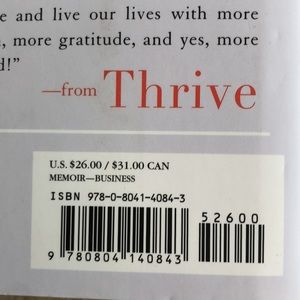 e and live our lives with more
, more gratitude, and yes, more
d!”
—from Thrive
U.S. $26.00 / $31.00 CAN
MEMOIR—BUSINESS
ISBN 978-0-8041-4084-3
52600
9 780804 140843